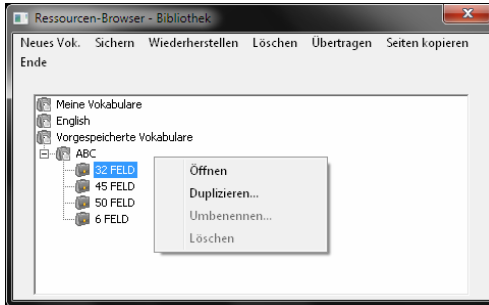 Ressourcen-Browser - Bibliothek
Neues Vok. Sichern Wiederherstellen Löschen Übertragen Seiten kopieren
Ende
Meine Vokabulare
English
Vorgespeicherte Vokabulare
ABC
32 FELD
45 FELD
50 FELD
6 FELD
Öffnen
Duplizieren...
Umbenennen...
Löschen